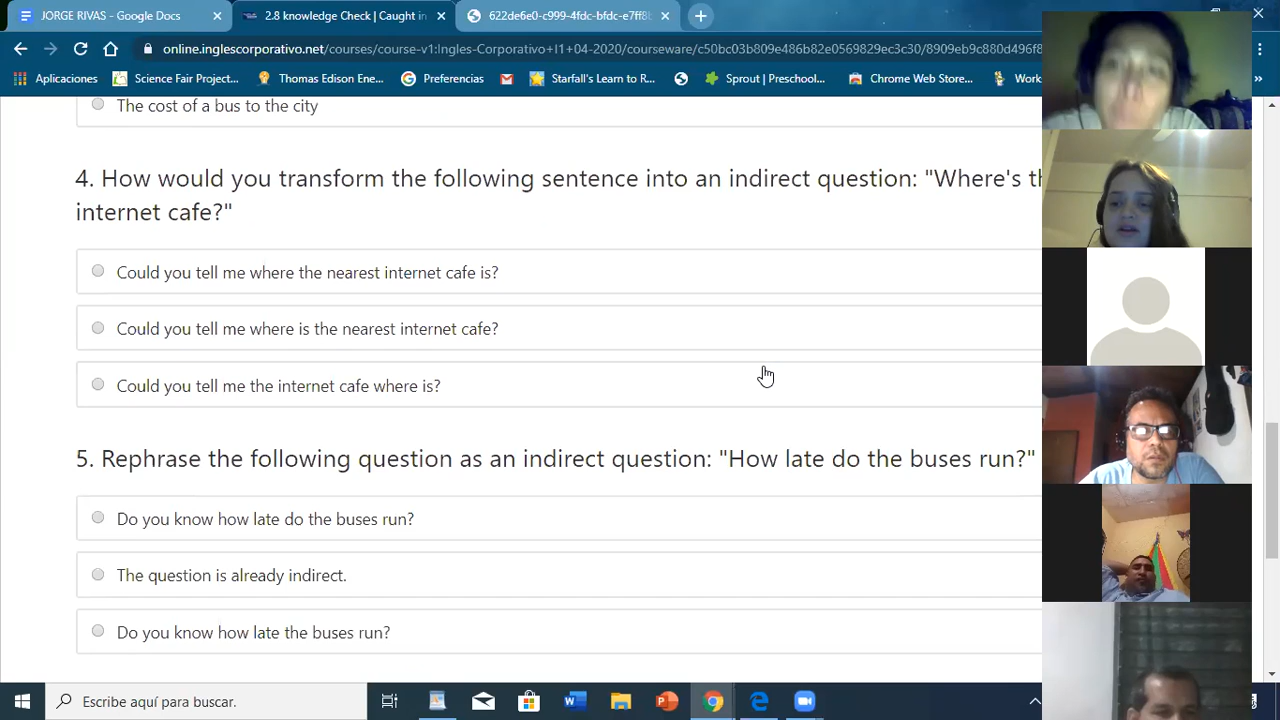 JORGE RIVAS - Google Docs
2.8 knowledge Check | Caught in
622de6e0-c999-4fdc-bfdc-e7ff8
online.inglescorporativo.net/courses/course-v1:Ingles-Corporativo+I1+04-2020/courseware/c50bc03b809e486b82e0569829ec3c30/8909eb9c880d496f8
Aplicaciones
Science Fair Project...
Thomas Edison Ene...
Preferencias
Starfall's Learn to R...
Sprout | Preschool...
Chrome Web Store...
Work
The cost of a bus to the city
4. How would you transform the following sentence into an indirect question: "Where's
internet cafe?"
Could you tell me where the nearest internet cafe is?
Could you tell me where is the nearest internet cafe?
Could you tell me the internet cafe where is?
5. Rephrase the following question as an indirect question: "How late do the buses run?"
Do you know how late do the buses run?
The question is already indirect.
Do you know how late the buses run?
Escribe aquí para buscar.